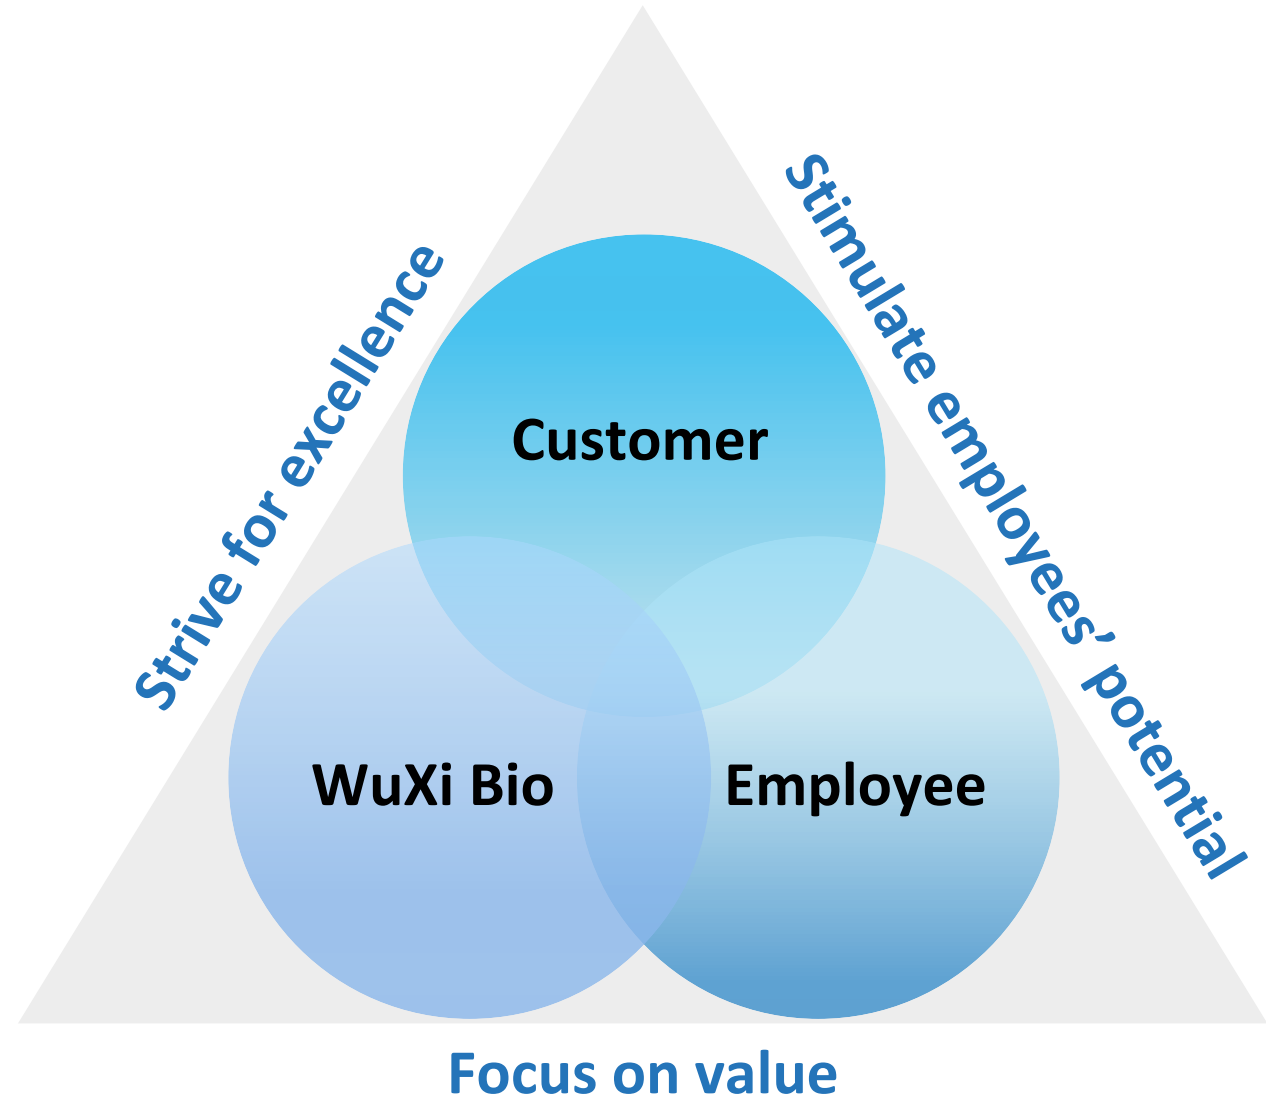 Strive for excellence
Stimulate employees’ potential
Customer
WuXi Bio
Employee
Focus on value